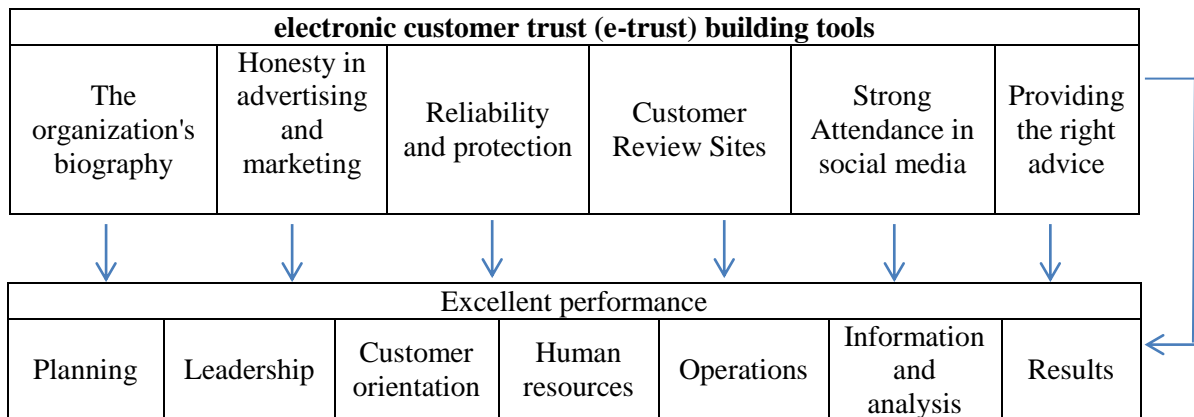 electronic customer trust (e-trust) building tools
The
organization's
biography
Honesty in
advertising
and
marketing
Reliability
and protection
Customer
Review Sites
Strong
Attendance in
social media
Providing
the right
advice
Excellent performance
Planning
Leadership
Customer
orientation
Human
resources
Operations
Information
and
analysis
Results